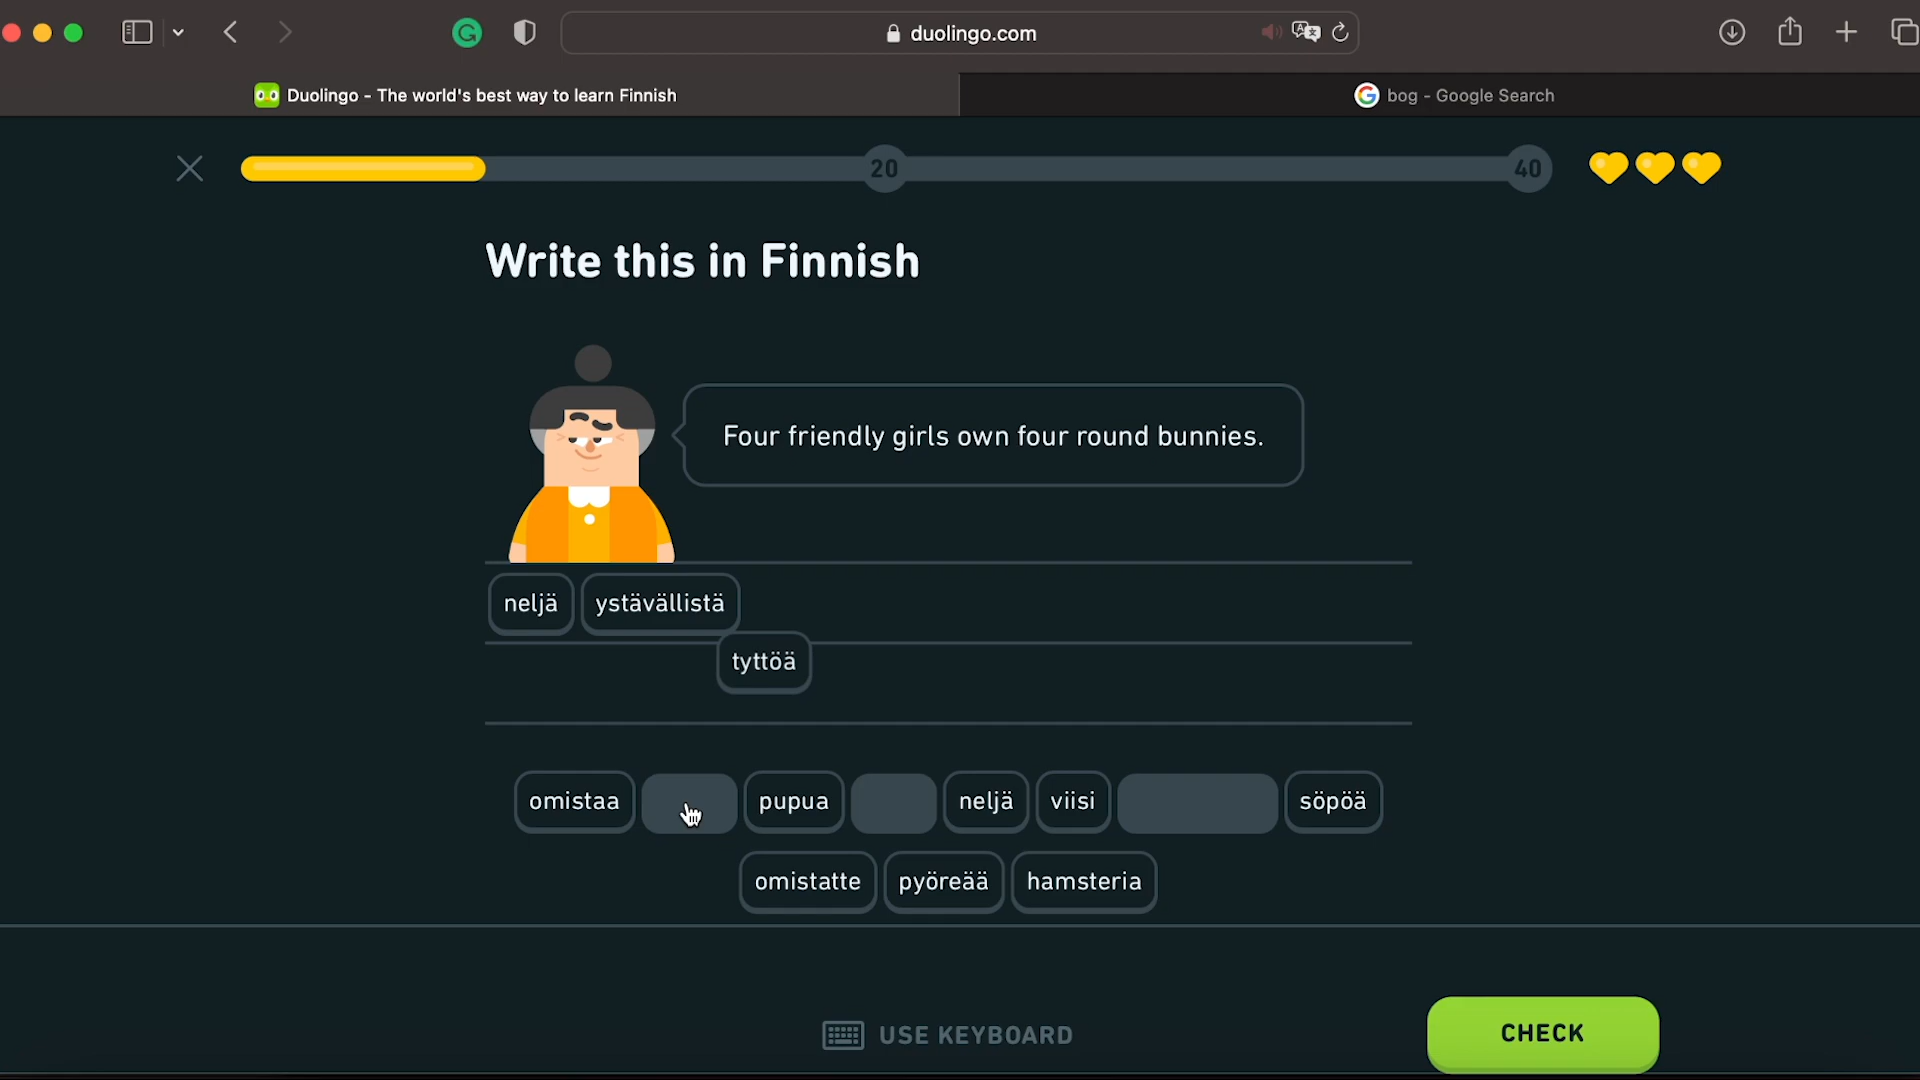 duolingo.com
Duolingo - The world's best way to learn Finnish
bog - Google Search
20
40
Write this in Finnish
Four friendly girls own four round bunnies.
neljä ystävällistä
tyttöä
omistaa pupua neljä viisi söpöä
omistatte pyöreää hamsteria
USE KEYBOARD
CHECK